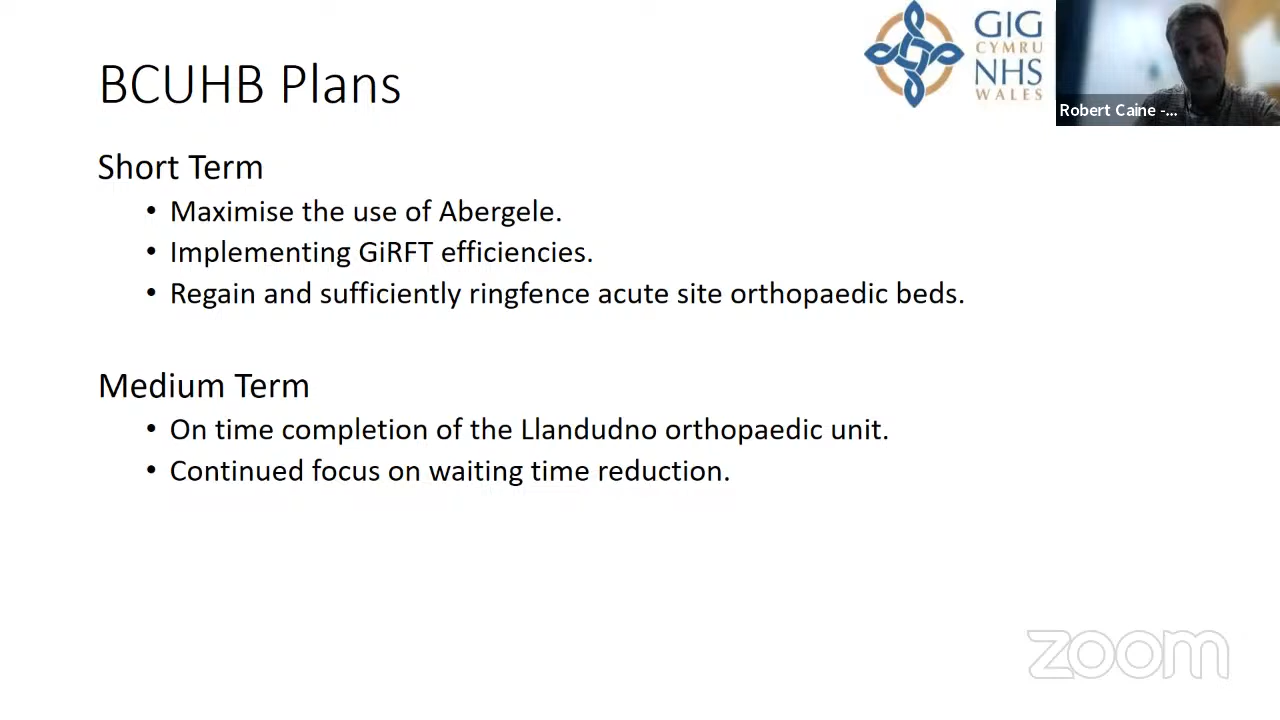 BCUHB Plans
GIG
CYMRU
NHS
WALES
Robert Caine -...
Short Term
• Maximise the use of Abergele.
• Implementing GiRFT efficiencies.
• Regain and sufficiently ringfence acute site orthopaedic beds.
Medium Term
• On time completion of the Llandudno orthopaedic unit.
• Continued focus on waiting time reduction.
zoom